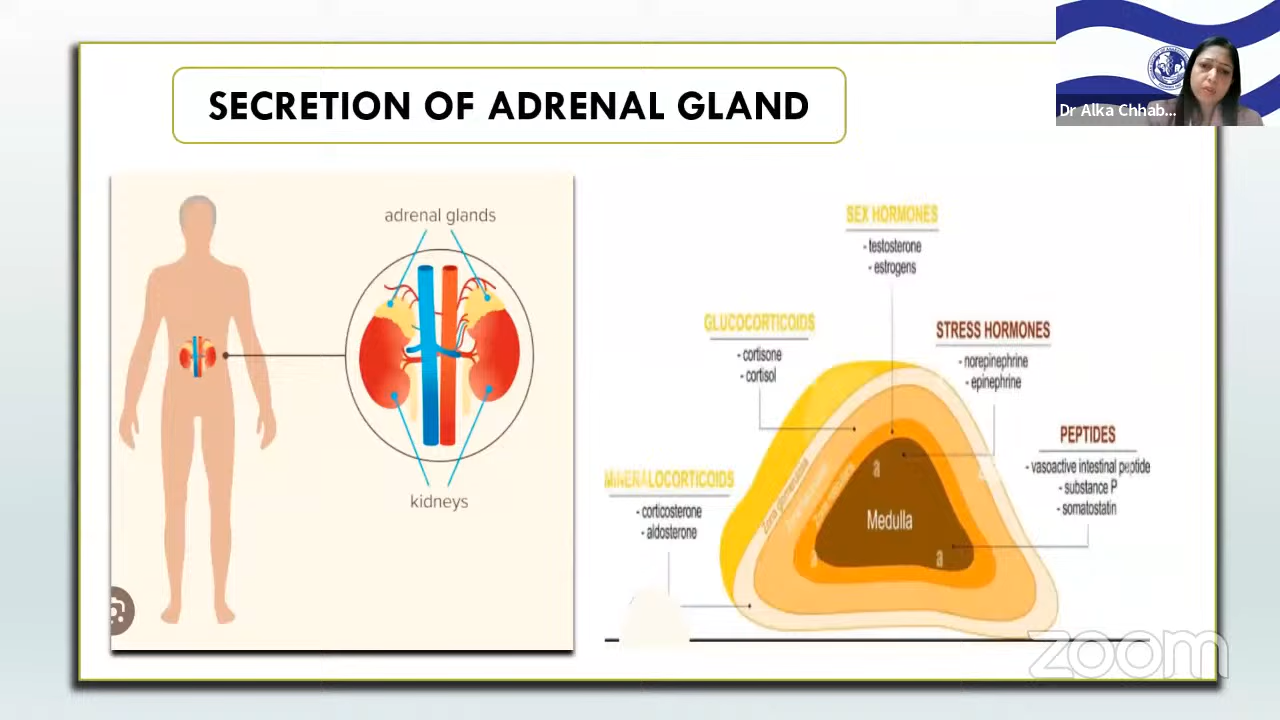 SECRETION OF ADRENAL GLAND
Dr Alka Chhab...
adrenal glands
kidneys
SEX HORMONES
- testosterone
- estrogens
GLUCOCORTICOIDS
- cortisone
- cortisol
STRESS HORMONES
- norepinephrine
- epinephrine
PEPTIDES
- vasoactive intestinal peptide
- substance P
- somatostatin
MINERALOCORTICOIDS
- corticosterone
- aldosterone
a
Medulla
a
zoom